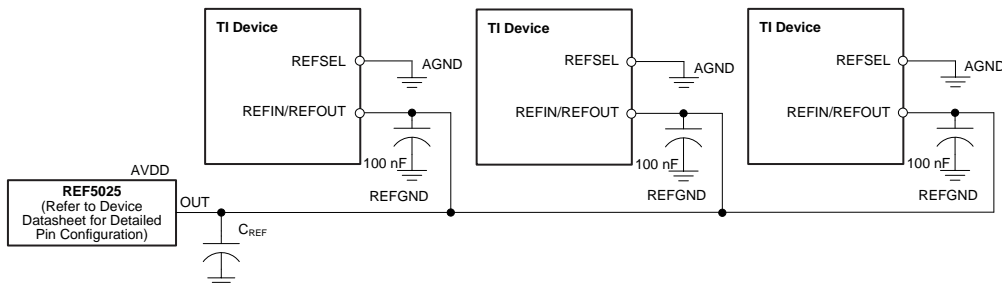 TI Device
REFSEL
AGND
REFIN/REFOUT
100 nF
REFGND
TI Device
REFSEL
AGND
REFIN/REFOUT
100 nF
REFGND
TI Device
REFSEL
AGND
REFIN/REFOUT
100 nF
REFGND
AVDD
REF5025
(Refer to Device
Datasheet for Detailed
Pin Configuration)
OUT
CREF